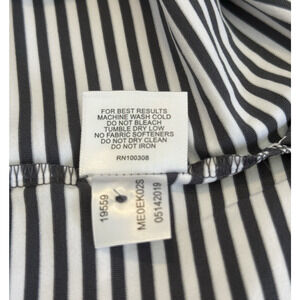 FOR BEST RESULTS
MACHINE WASH COLD
DO NOT BLEACH
TUMBLE DRY LOW
NO FABRIC SOFTENERS
DO NOT DRY CLEAN
DO NOT IRON
RN100308
19559
ME0EK02S
05142019